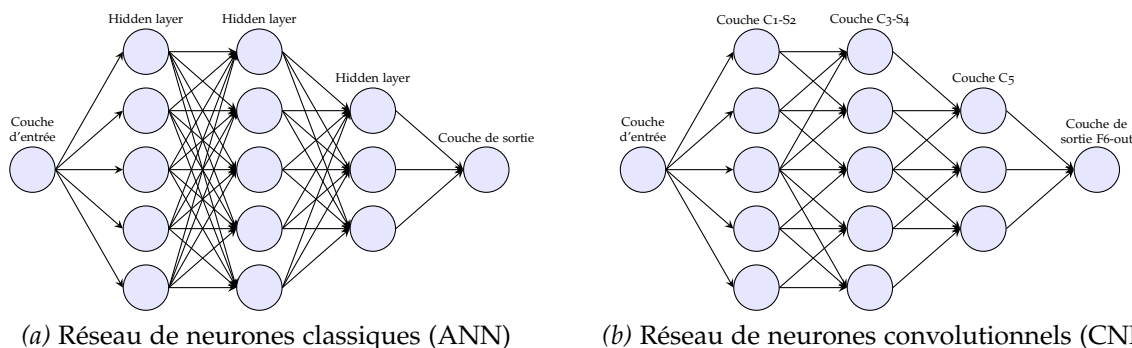 Hidden layer
Hidden layer
Hidden layer
Couche
d'entrée
Couche de sortie
(a) Réseau de neurones classiques (ANN)
Couche C1-S2
Couche C3-S4
Couche C5
Couche
d'entrée
Couche de
sortie F6-out
(b) Réseau de neurones convolutionnels (CN